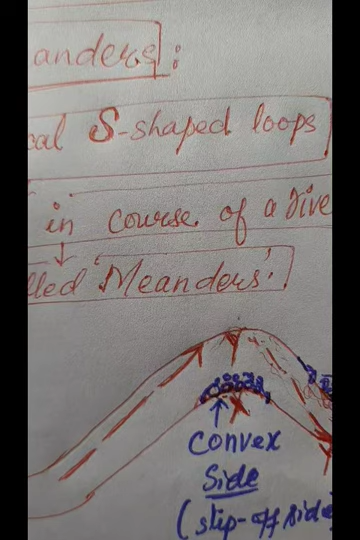 anders:
cal S-shaped loops
in course of a rive
lled 'Meanders'.
Convex
Side
(slip-off side